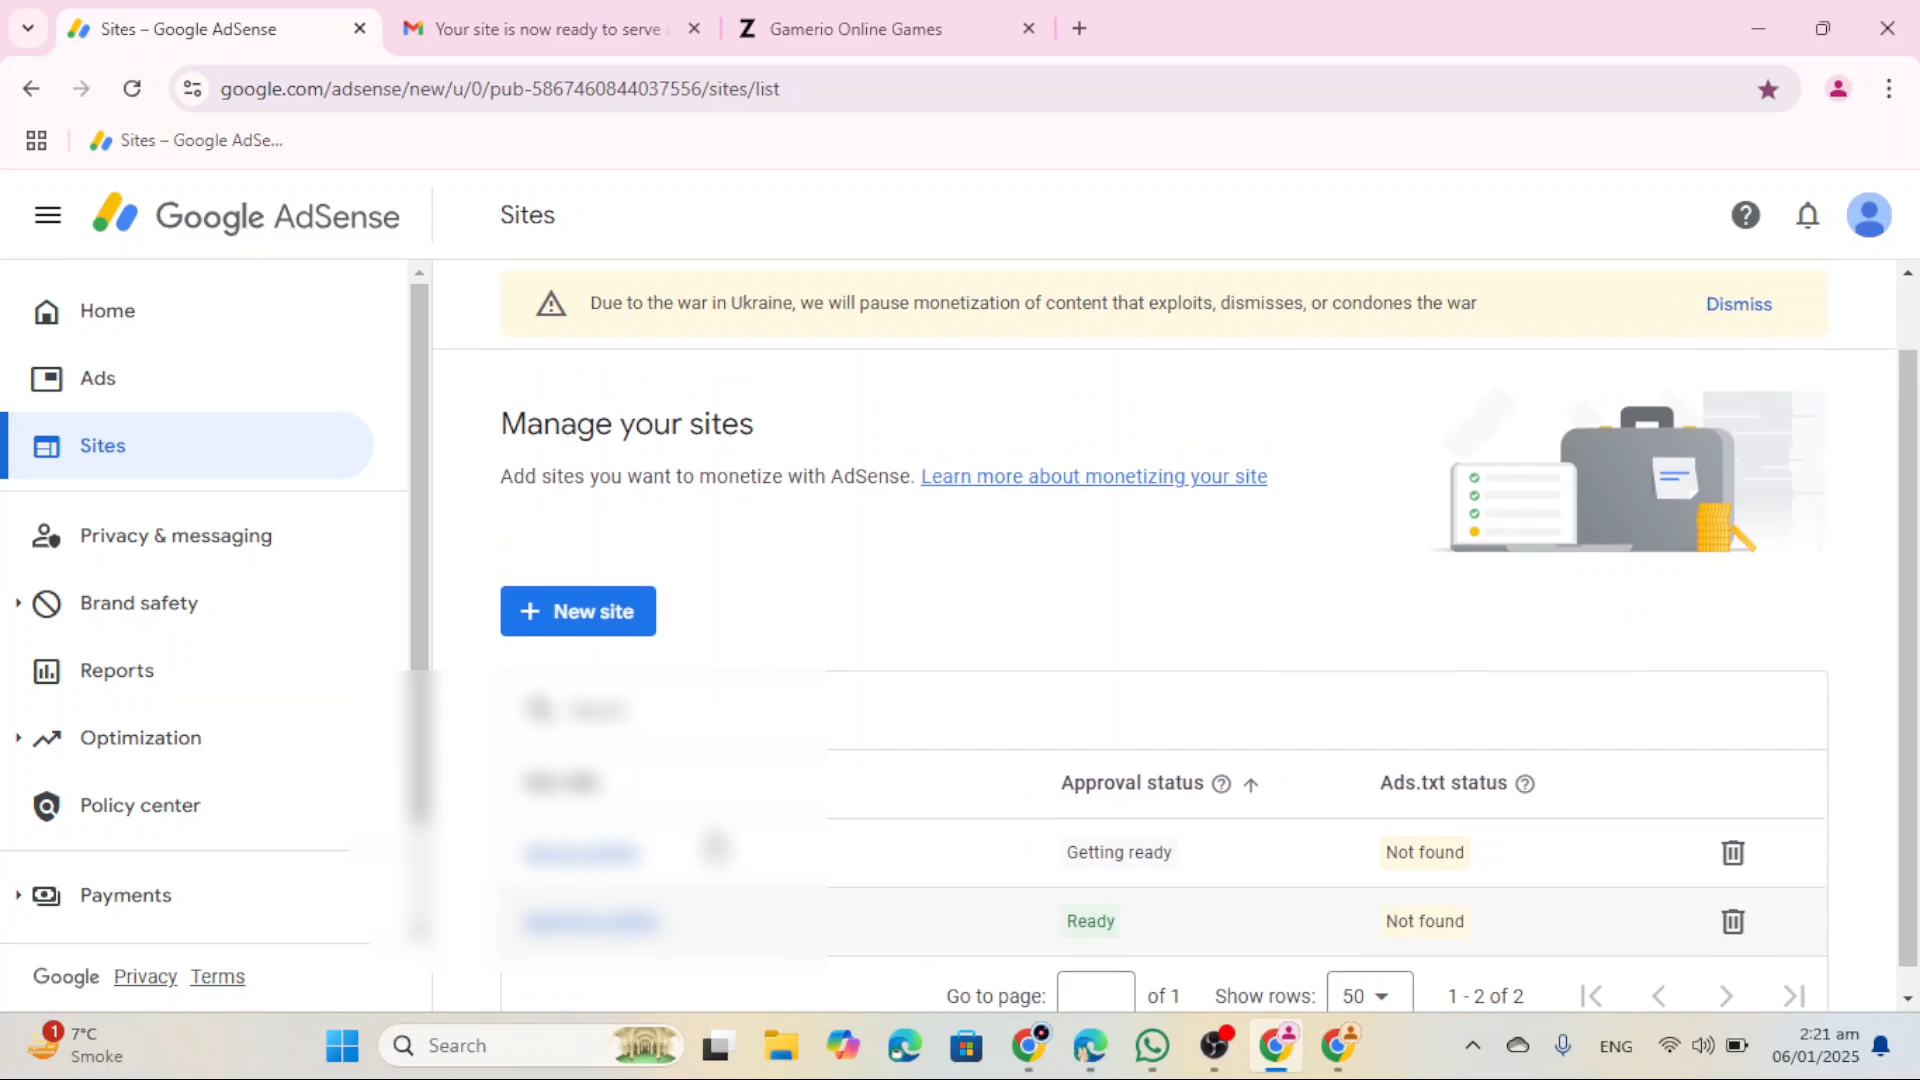 Sites – Google AdSense
Your site is now ready to serve
Gamerio Online Games
google.com/adsense/new/u/0/pub-5867460844037556/sites/list
Sites – Google AdSe...
Google AdSense
Sites
Home
Ads
Sites
Privacy & messaging
Brand safety
Reports
Optimization
Policy center
Payments
Google Privacy Terms
Due to the war in Ukraine, we will pause monetization of content that exploits, dismisses, or condones the war
Dismiss
Manage your sites
Add sites you want to monetize with AdSense. Learn more about monetizing your site
+ New site
Approval status
Ads.txt status
Getting ready
Not found
Ready
Not found
Go to page:
of 1
Show rows:
50
1 - 2 of 2
1
7°C
Smoke
Search
ENG
2:21 am
06/01/2025